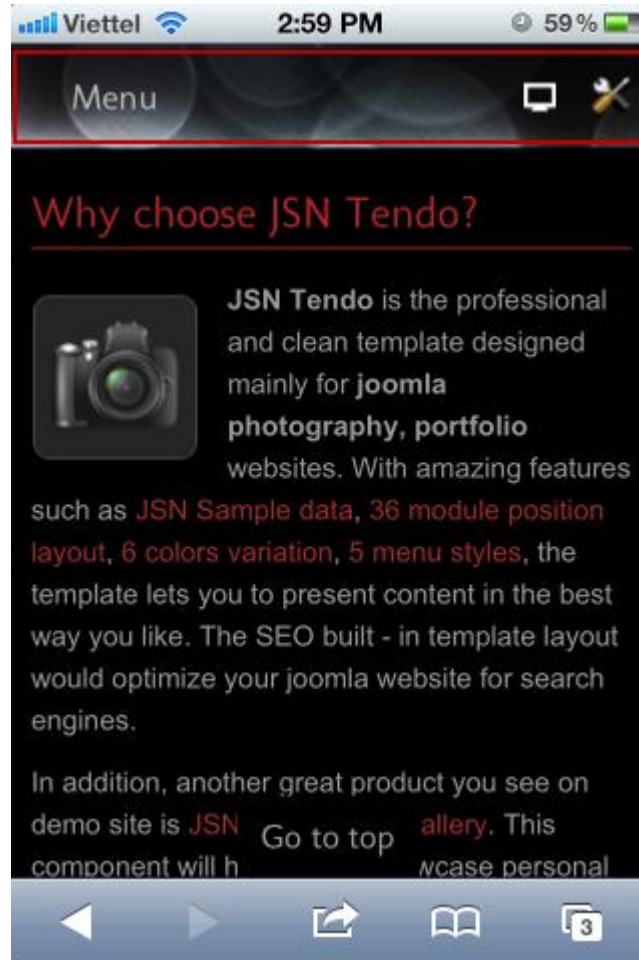 Viettel 2:59 PM 59%
Menu
Why choose JSN Tendo?
JSN Tendo is the professional
and clean template designed
mainly for joomla
photography, portfolio
websites. With amazing features
such as JSN Sample data, 36 module position
layout, 6 colors variation, 5 menu styles, the
template lets you to present content in the best
way you like. The SEO built - in template layout
would optimize your joomla website for search
engines.
In addition, another great product you see on
demo site is JSN allery. This
component will h wcase personal
Go to top
3